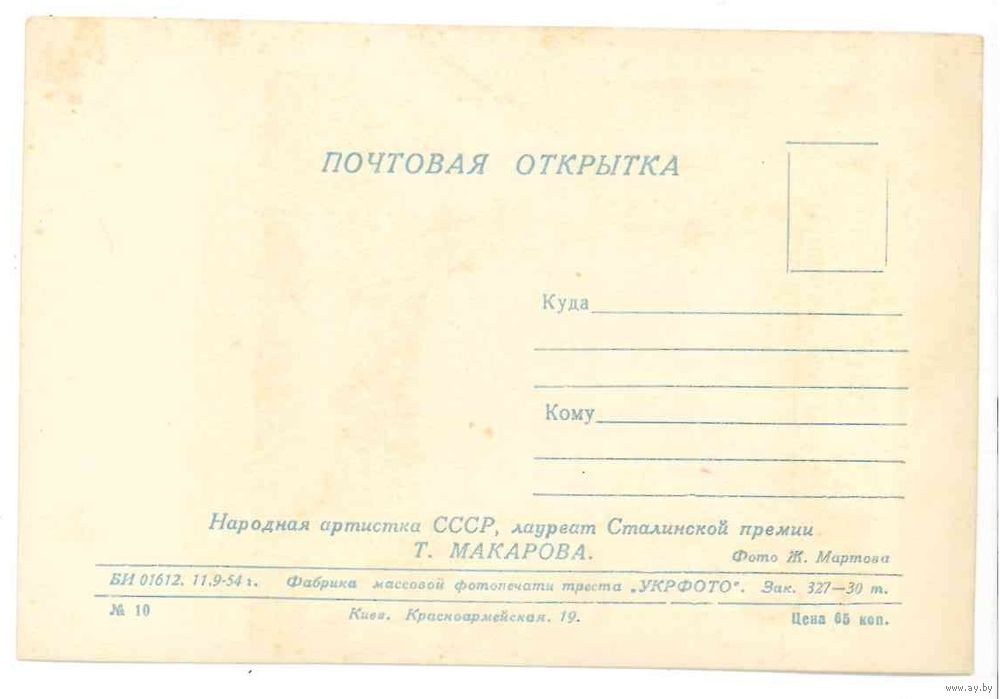 ПОЧТОВАЯ ОТКРЫТКА
Куда
Кому
Народная артистка СССР, лауреат Сталинской премии
Т. МАКАРОВА.
Фото Ж. Мартова
БИ 01612. 11.9-54 г. Фабрика массовой фотопечати треста „УКРФОТО“. Зак. 327—30 т.
№ 10 Киев. Красноармейская. 19. Цена 65 коп.
www.ay.by